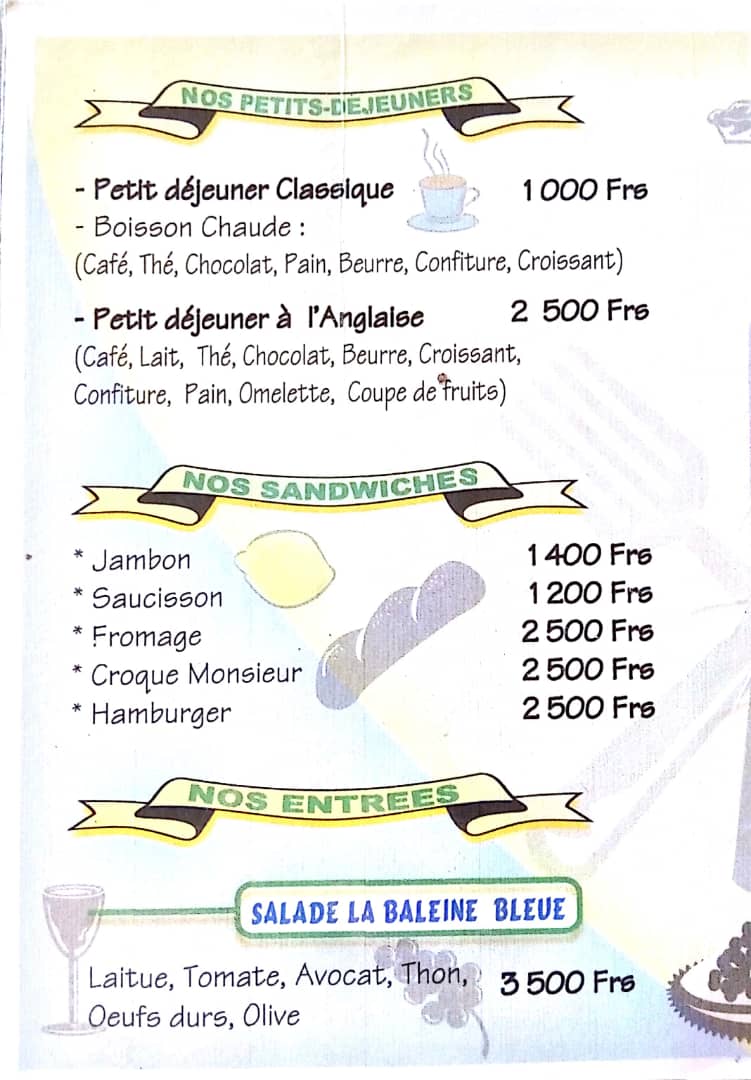 NOS PETITS-DEJEUNERS
- Petit déjeuner Classique 1 000 Frs
- Boisson Chaude :
(Café, Thé, Chocolat, Pain, Beurre, Confiture, Croissant)
- Petit déjeuner à l'Anglaise 2 500 Frs
(Café, Lait, Thé, Chocolat, Beurre, Croissant,
Confiture, Pain, Omelette, Coupe de fruits)
NOS SANDWICHES
* Jambon 1 400 Frs
* Saucisson 1 200 Frs
* Fromage 2 500 Frs
* Croque Monsieur 2 500 Frs
* Hamburger 2 500 Frs
NOS ENTREES
SALADE LA BALEINE BLEUE
Laitue, Tomate, Avocat, Thon, 3 500 Frs
Oeufs durs, Olive